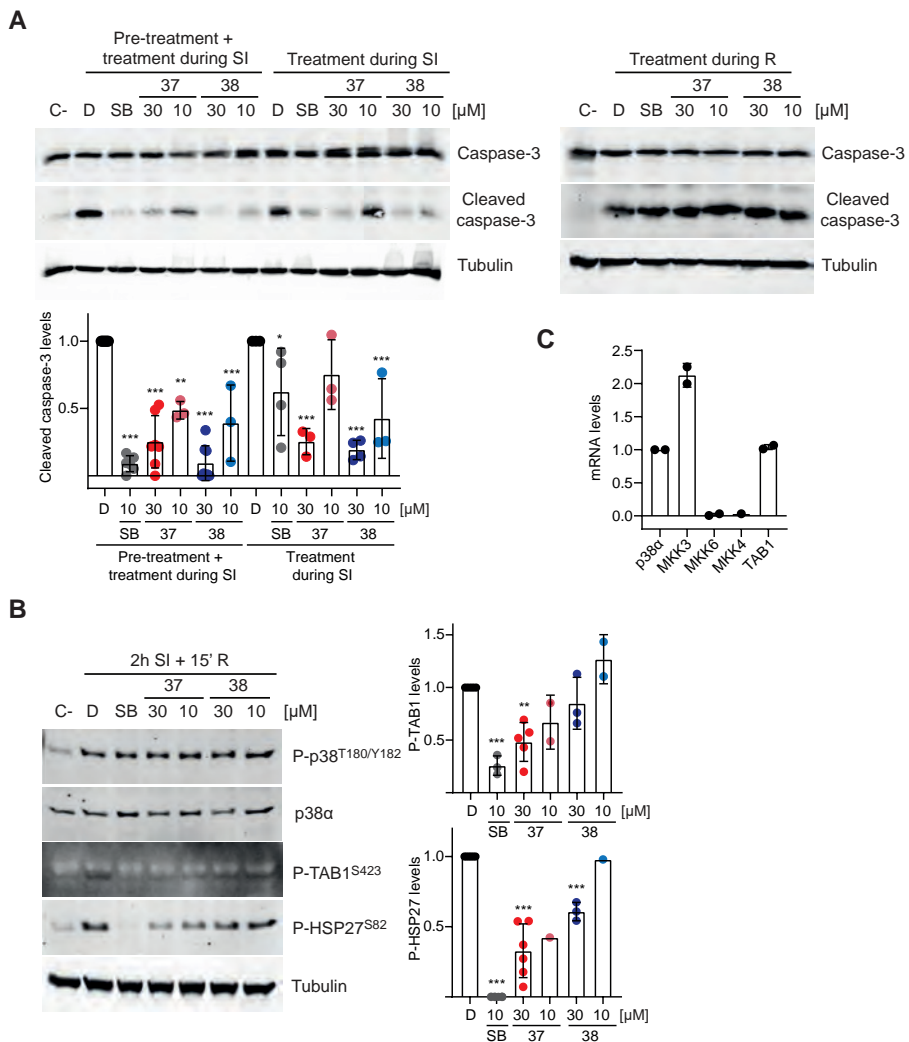 A
Pre-treatment +
treatment during SI
Treatment during SI
37 38 37 38
C- D SB 30 10 30 10 D SB 30 10 30 10 [µM]
Caspase-3
Cleaved
caspase-3
Tubulin
Treatment during R
37 38
C- D SB 30 10 30 10 [µM]
Caspase-3
Cleaved
caspase-3
Tubulin
Cleaved caspase-3 levels
1.0
0.5
*** *** ** *** *** * *** *** ***
D 10 30 10 30 10 D 10 30 10 30 10 [µM]
SB 37 38 SB 37 38
Pre-treatment +
treatment during SI
Treatment
during SI
C
mRNA levels
2.5
2.0
1.5
1.0
0.5
0.0
p38α MKK3 MKK6 MKK4 TAB1
B
2h SI + 15' R
37 38
C- D SB 30 10 30 10 [µM]
P-p38T180/Y182
p38α
P-TAB1S423
P-HSP27S82
Tubulin
P-TAB1 levels
1.5
1.0
0.5
*** **
D 10 30 10 30 10 [µM]
SB 37 38
P-HSP27 levels
1.0
0.5
*** *** ***
D 10 30 10 30 10 [µM]
SB 37 38